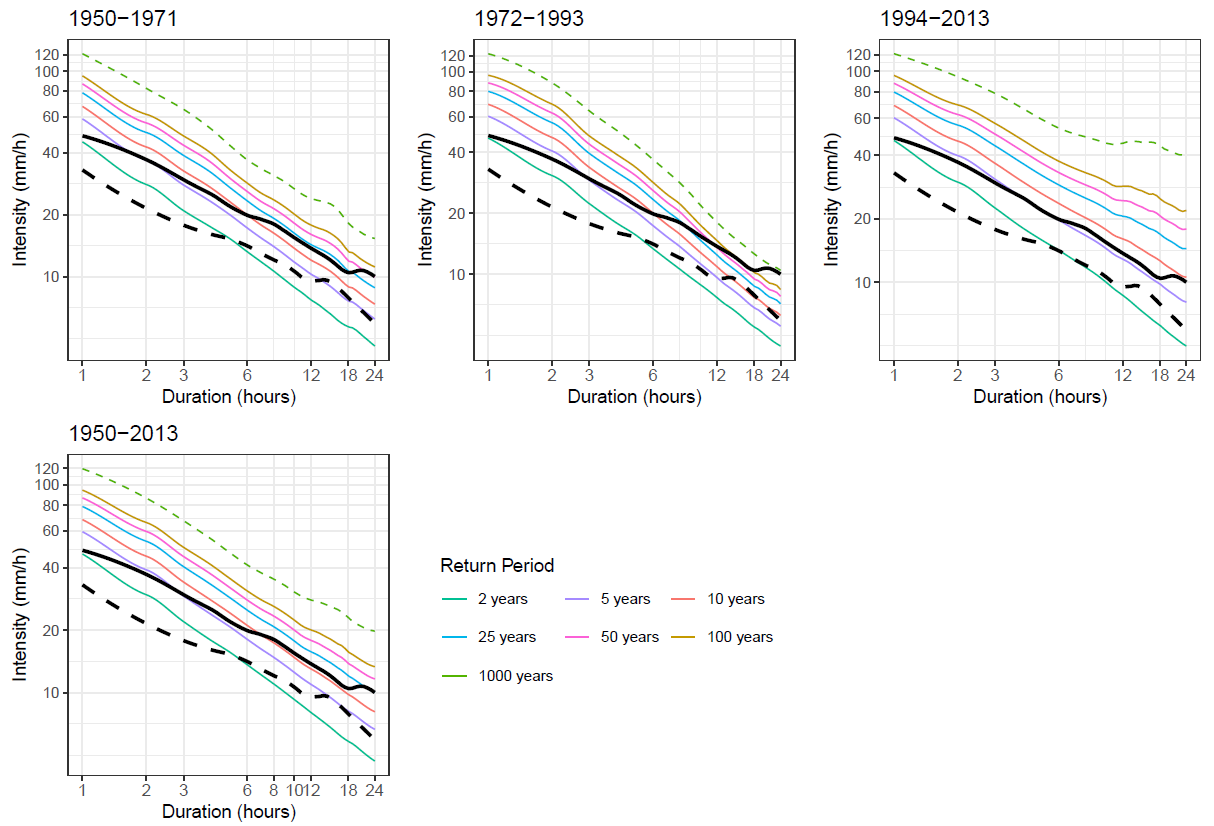 1950−1971
1972−1993
1994−2013
Intensity (mm/h)
120
100
80
60
40
20
10
1 2 3 6 12 18 24
Duration (hours)
Intensity (mm/h)
120
100
80
60
40
20
10
1 2 3 6 12 18 24
Duration (hours)
Intensity (mm/h)
120
100
80
60
40
20
10
1 2 3 6 12 18 24
Duration (hours)
1950−2013
Intensity (mm/h)
120
100
80
60
40
20
10
1 2 3 6 8 10 12 18 24
Duration (hours)
Return Period
2 years 5 years 10 years
25 years 50 years 100 years
1000 years